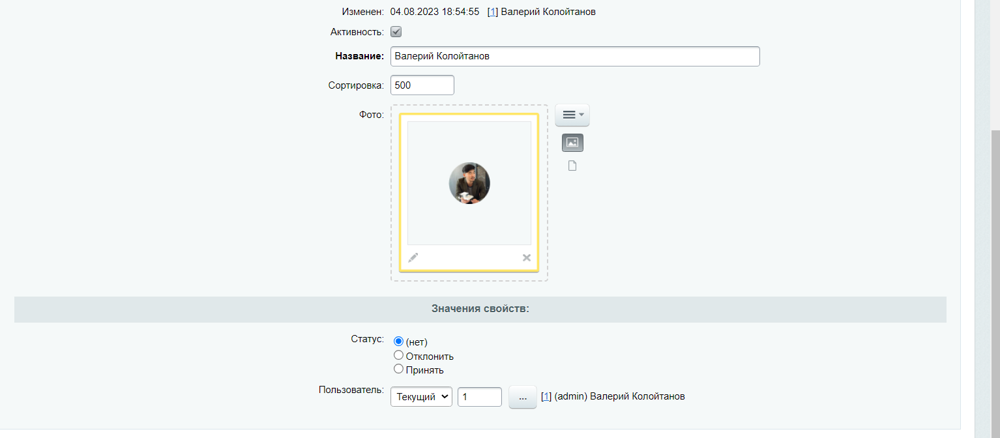 Изменен: 04.08.2023 18:54:55 [1] Валерий Колойтанов
Активность:
Название: Валерий Колойтанов
Сортировка: 500
Фото:
Значения свойств:
Статус: (нет)
Отклонить
Принять
Пользователь: Текущий 1 ... [1] (admin) Валерий Колойтанов